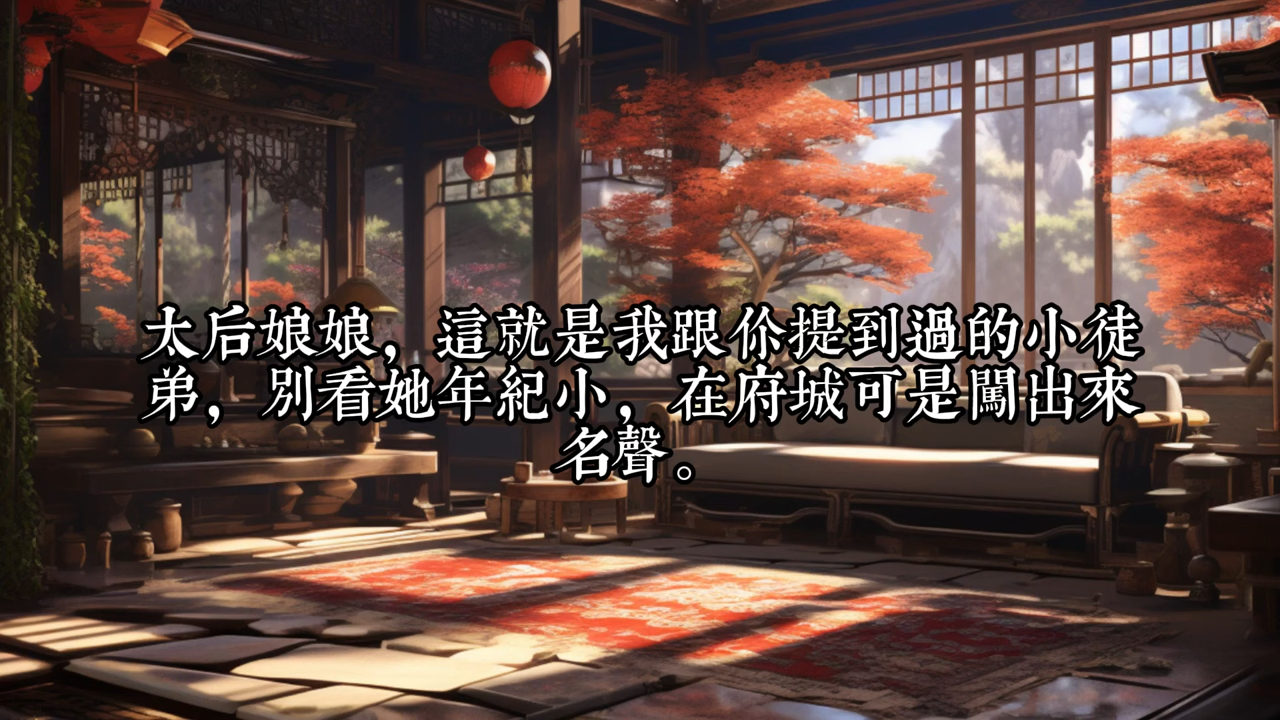 太后娘娘，這就是我跟你提到過的小徒
弟，別看她年紀小，在府城可是闖出來
名聲。